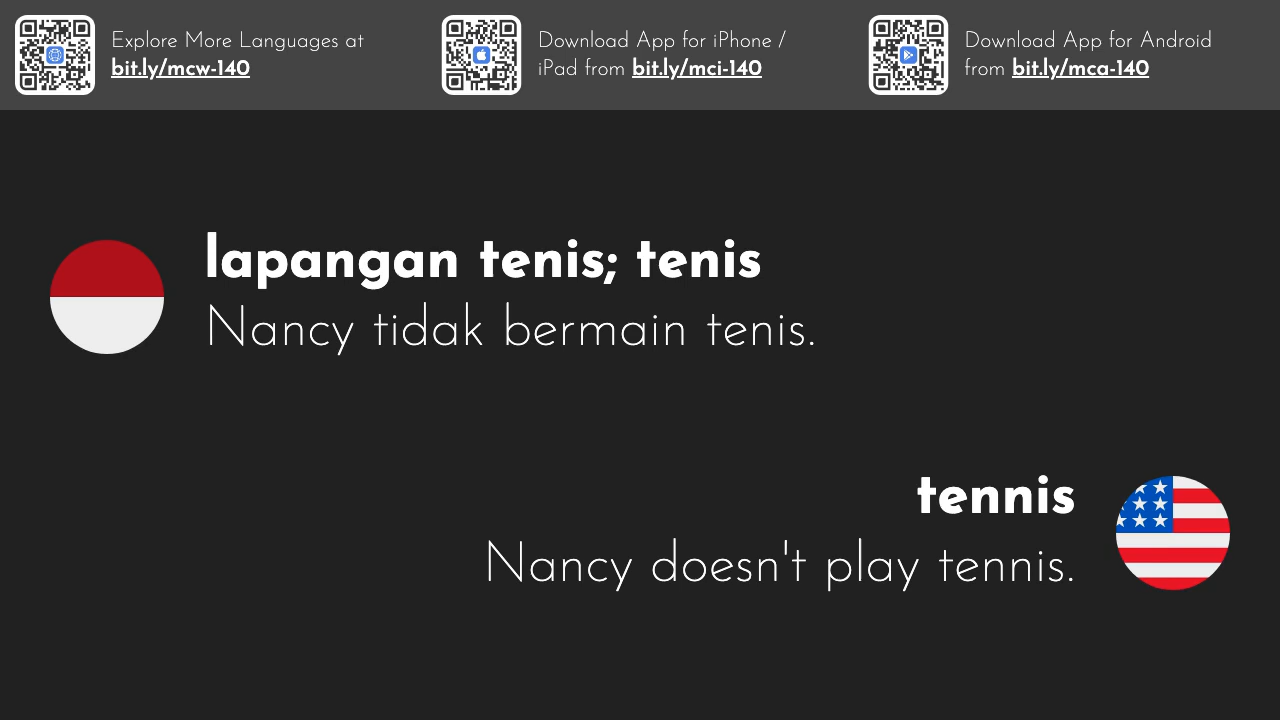 Explore More Languages at
bit.ly/mcw-140
Download App for iPhone /
iPad from bit.ly/mci-140
Download App for Android
from bit.ly/mca-140
lapangan tenis; tenis
Nancy tidak bermain tenis.
tennis
Nancy doesn't play tennis.